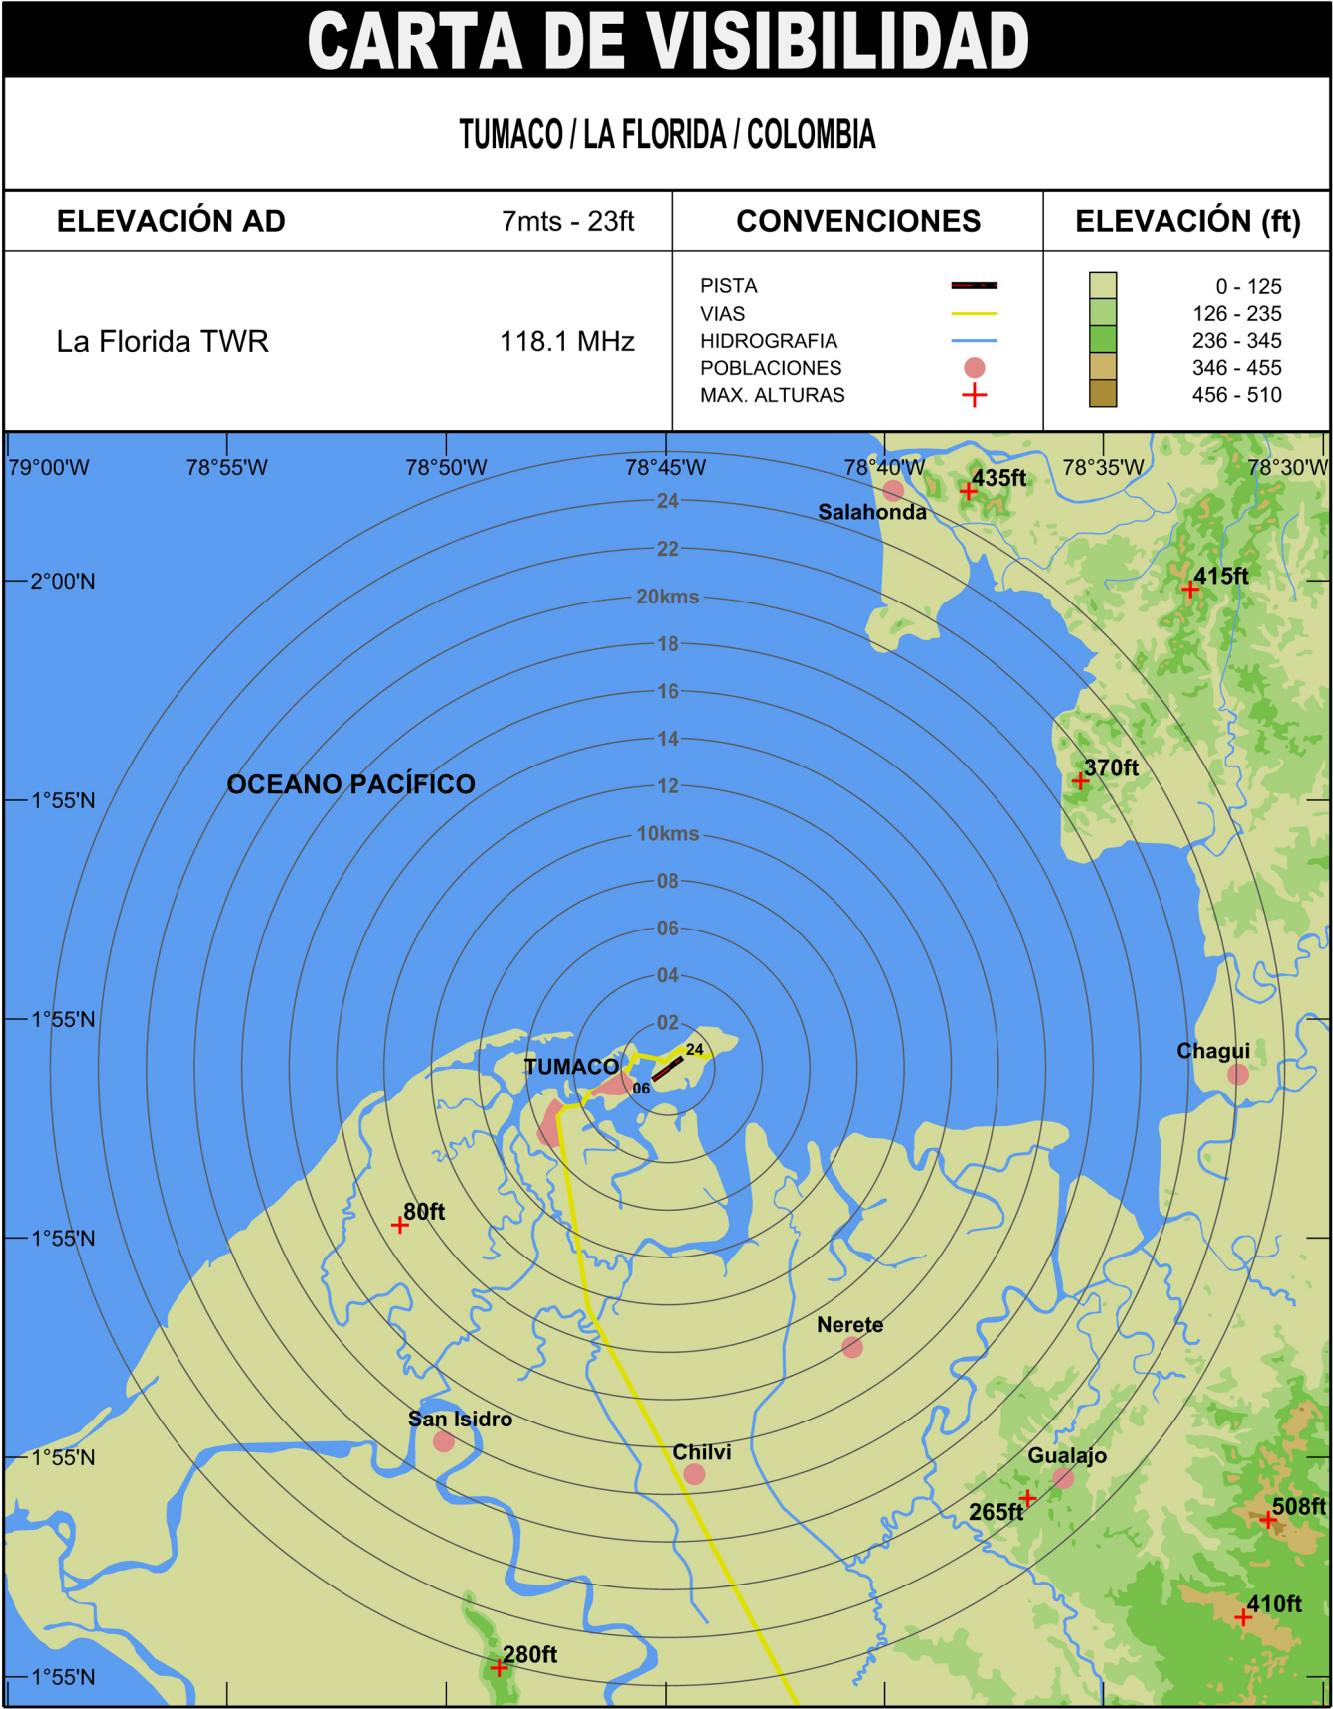 CARTA DE VISIBILIDAD
TUMACO / LA FLORIDA / COLOMBIA
ELEVACIÓN AD 7mts - 23ft
La Florida TWR 118.1 MHz
CONVENCIONES
PISTA
VIAS
HIDROGRAFIA
POBLACIONES
MAX. ALTURAS
ELEVACIÓN (ft)
0 - 125
126 - 235
236 - 345
346 - 455
456 - 510
79°00'W 78°55'W 78°50'W 78°45'W 78°40'W 78°35'W 78°30'W
435ft
24
Salahonda
22
415ft
2°00'N
20kms
18
16
14
370ft
OCEANO PACÍFICO
12
1°55'N
10kms
08
06
04
1°55'N
02
24
Chagui
TUMACO
06
80ft
1°55'N
Nerete
San Isidro
Chilvi
Gualajo
1°55'N
265ft
508ft
410ft
280ft
1°55'N